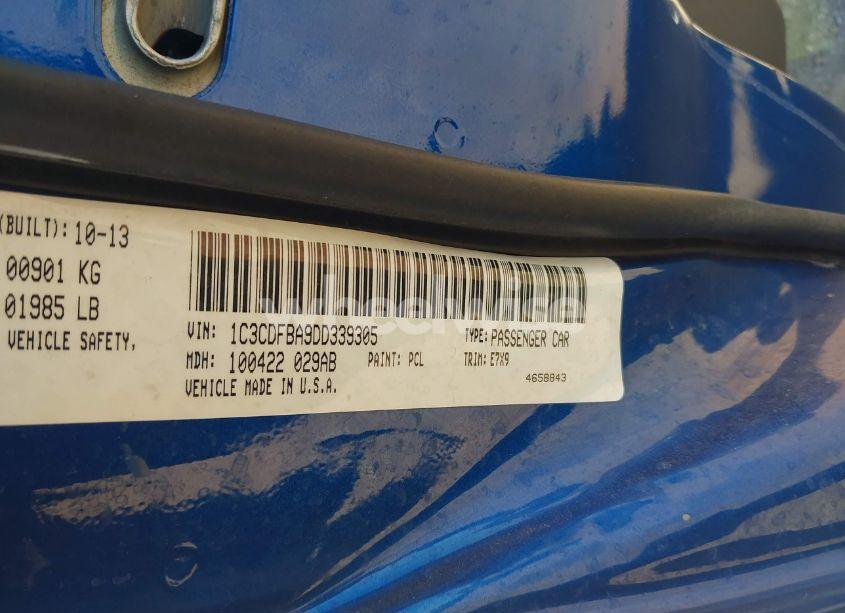 (BUILT): 10-13
00901 KG
01985 LB
VEHICLE SAFETY,
wheelwise
VIN: 1C3CDFBA9DD339305 TYPE: PASSENGER CAR
MDH: 100422 029AB PAINT: PCL TRIM: E7X9
VEHICLE MADE IN U.S.A. 4658843